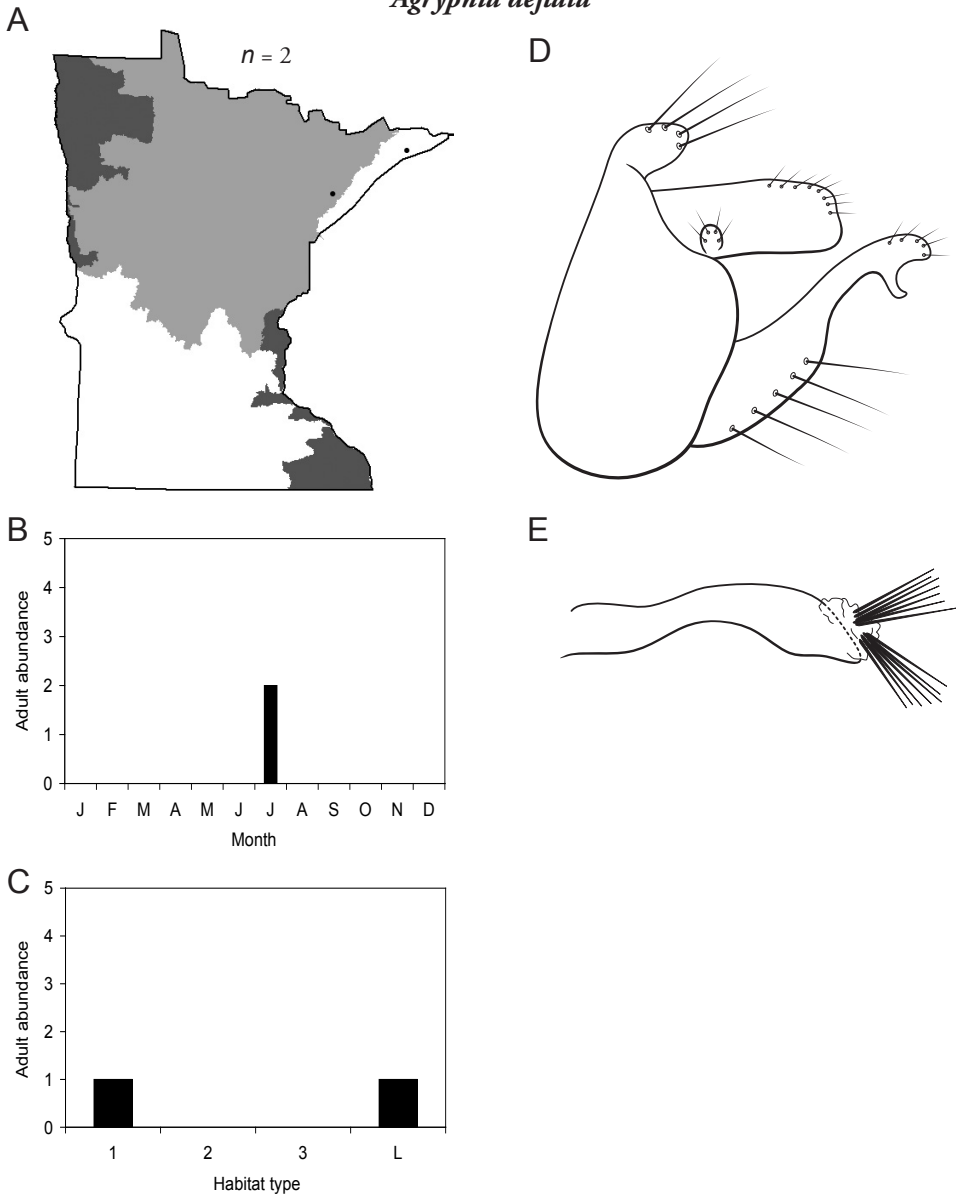 Agrypnia deflata
A
n = 2
D
B
Adult abundance
5
4
3
2
1
0
J F M A M J J A S O N D
Month
C
Adult abundance
5
4
3
2
1
0
1 2 3 L
Habitat type
E